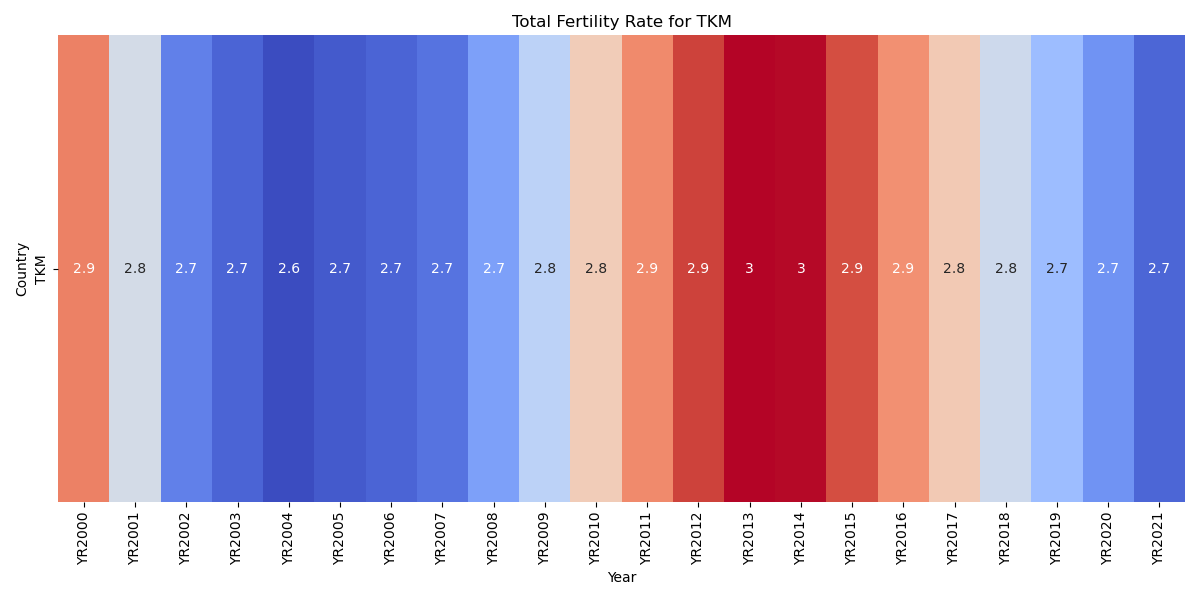 Total Fertility Rate for TKM
Country
TKM
2.9 2.8 2.7 2.7 2.6 2.7 2.7 2.7 2.7 2.8 2.8 2.9 2.9 3 3 2.9 2.9 2.8 2.8 2.7 2.7 2.7
YR2000 YR2001 YR2002 YR2003 YR2004 YR2005 YR2006 YR2007 YR2008 YR2009 YR2010 YR2011 YR2012 YR2013 YR2014 YR2015 YR2016 YR2017 YR2018 YR2019 YR2020 YR2021
Year